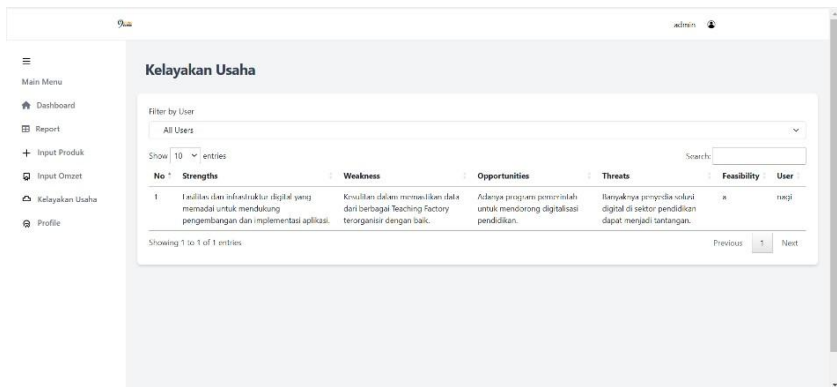 admin
Main Menu
Dashboard
Report
Input Produk
Input Omzet
Kelayakan Usaha
Profile
Kelayakan Usaha
Filter by User
All Users
Show 10 entries
Search:
No Strengths Weakness Opportunities Threats Feasibility User
1
Fasilitas dan infrastruktur digital yang
memadai untuk mendukung
pengembangan dan implementasi aplikasi.
Kesulitan dalam memastikan data
dari berbagai Teaching Factory
terorganisir dengan baik.
Adanya program pemerintah
untuk mendorong digitalisasi
pendidikan.
Banyaknya penyedia solusi
digital di sektor pendidikan
dapat menjadi tantangan.
nagi
Showing 1 to 1 of 1 entries
Previous 1 Next